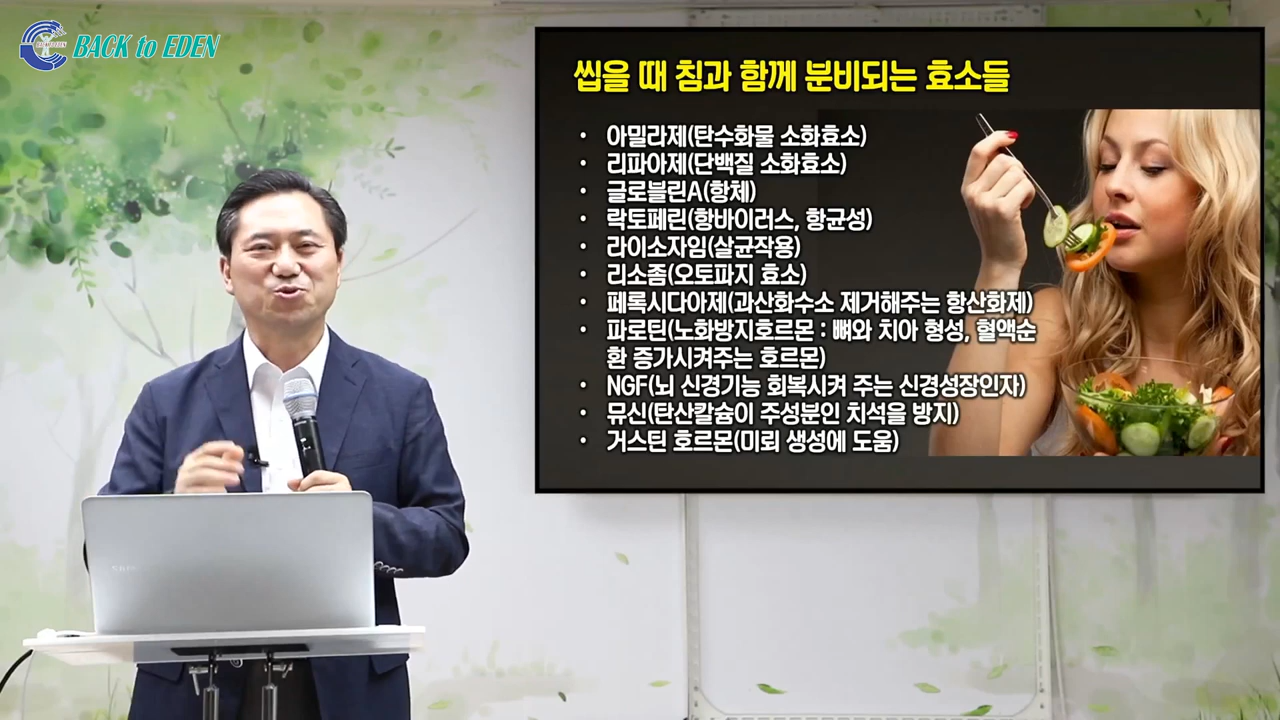 BACK to EDEN
씹을 때 침과 함께 분비되는 효소들
• 아밀라제(탄수화물 소화효소)
• 리파아제(단백질 소화효소)
• 글로블린A(항체)
• 락토페린(항바이러스, 항균성)
• 라이소자임(살균작용)
• 리소좀(오토파지 효소)
• 페록시다아제(과산화수소 제거해주는 항산화제)
• 파로틴(노화방지호르몬 : 뼈와 치아 형성, 혈액순
환 증가시켜주는 호르몬)
• NGF(뇌 신경기능 회복시켜 주는 신경성장인자)
• 뮤신(탄산칼슘이 주성분인 치석을 방지)
• 거스틴 호르몬(미뢰 생성에 도움)